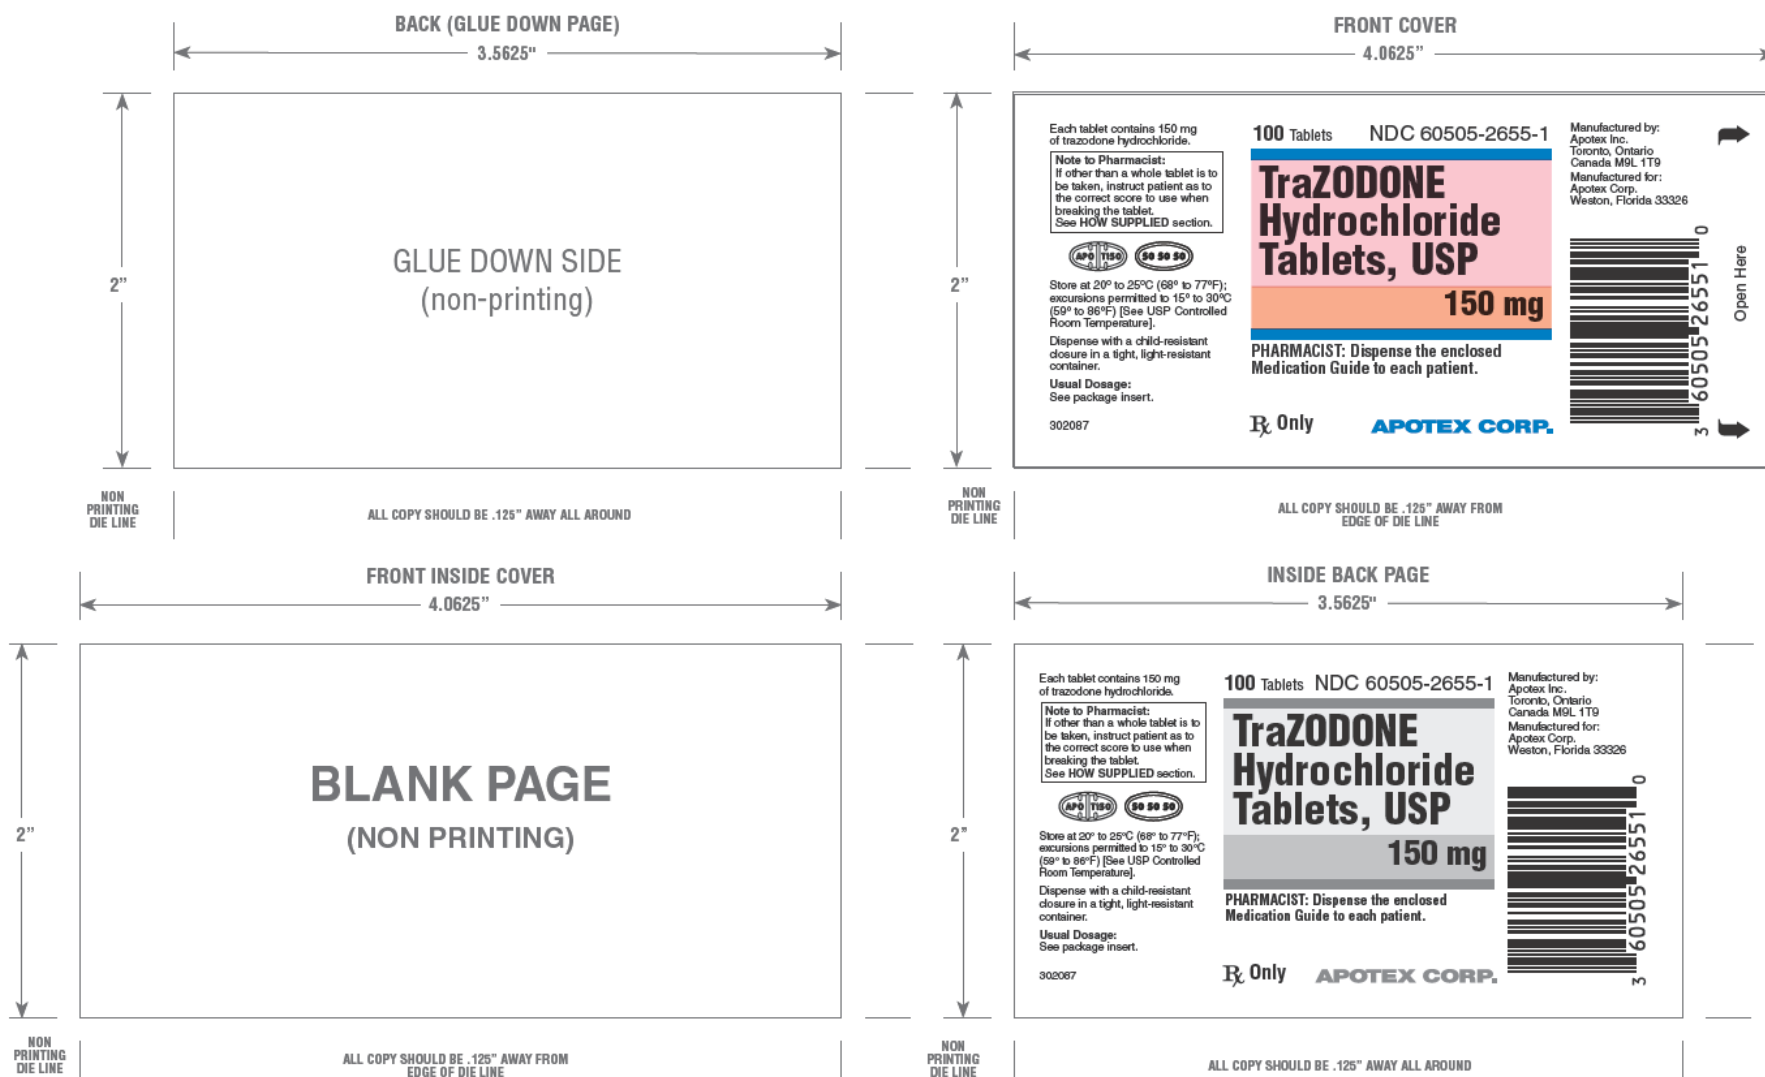 BACK (GLUE DOWN PAGE)
3.5625"
2”
GLUE DOWN SIDE
(non-printing)
NON
PRINTING
DIE LINE
ALL COPY SHOULD BE .125” AWAY ALL AROUND
FRONT COVER
4.0625”
2”
Each tablet contains 150 mg
of trazodone hydrochloride.
Note to Pharmacist:
If other than a whole tablet is to
be taken, instruct patient as to
the correct score to use when
breaking the tablet.
See HOW SUPPLIED section.
APO T150
50 50 50
Store at 20° to 25°C (68° to 77°F);
excursions permitted to 15° to 30°C
(59° to 86°F) [See USP Controlled
Room Temperature].
Dispense with a child-resistant
closure in a tight, light-resistant
container.
Usual Dosage:
See package insert.
302087
100 Tablets NDC 60505-2655-1
TraZODONE
Hydrochloride
Tablets, USP
150 mg
PHARMACIST: Dispense the enclosed
Medication Guide to each patient.
℞ Only
APOTEX CORP.
Manufactured by:
Apotex Inc.
Toronto, Ontario
Canada M9L 1T9
Manufactured for:
Apotex Corp.
Weston, Florida 33326
3 60505 26551 0
Open Here
NON
PRINTING
DIE LINE
ALL COPY SHOULD BE .125” AWAY FROM
EDGE OF DIE LINE
FRONT INSIDE COVER
4.0625”
2”
BLANK PAGE
(NON PRINTING)
NON
PRINTING
DIE LINE
ALL COPY SHOULD BE .125” AWAY FROM
EDGE OF DIE LINE
INSIDE BACK PAGE
3.5625"
2”
Each tablet contains 150 mg
of trazodone hydrochloride.
Note to Pharmacist:
If other than a whole tablet is to
be taken, instruct patient as to
the correct score to use when
breaking the tablet.
See HOW SUPPLIED section.
APO T150
50 50 50
Store at 20° to 25°C (68° to 77°F);
excursions permitted to 15° to 30°C
(59° to 86°F) [See USP Controlled
Room Temperature].
Dispense with a child-resistant
closure in a tight, light-resistant
container.
Usual Dosage:
See package insert.
302087
100 Tablets NDC 60505-2655-1
TraZODONE
Hydrochloride
Tablets, USP
150 mg
PHARMACIST: Dispense the enclosed
Medication Guide to each patient.
℞ Only
APOTEX CORP.
Manufactured by:
Apotex Inc.
Toronto, Ontario
Canada M9L 1T9
Manufactured for:
Apotex Corp.
Weston, Florida 33326
3 60505 26551 0
NON
PRINTING
DIE LINE
ALL COPY SHOULD BE .125” AWAY ALL AROUND